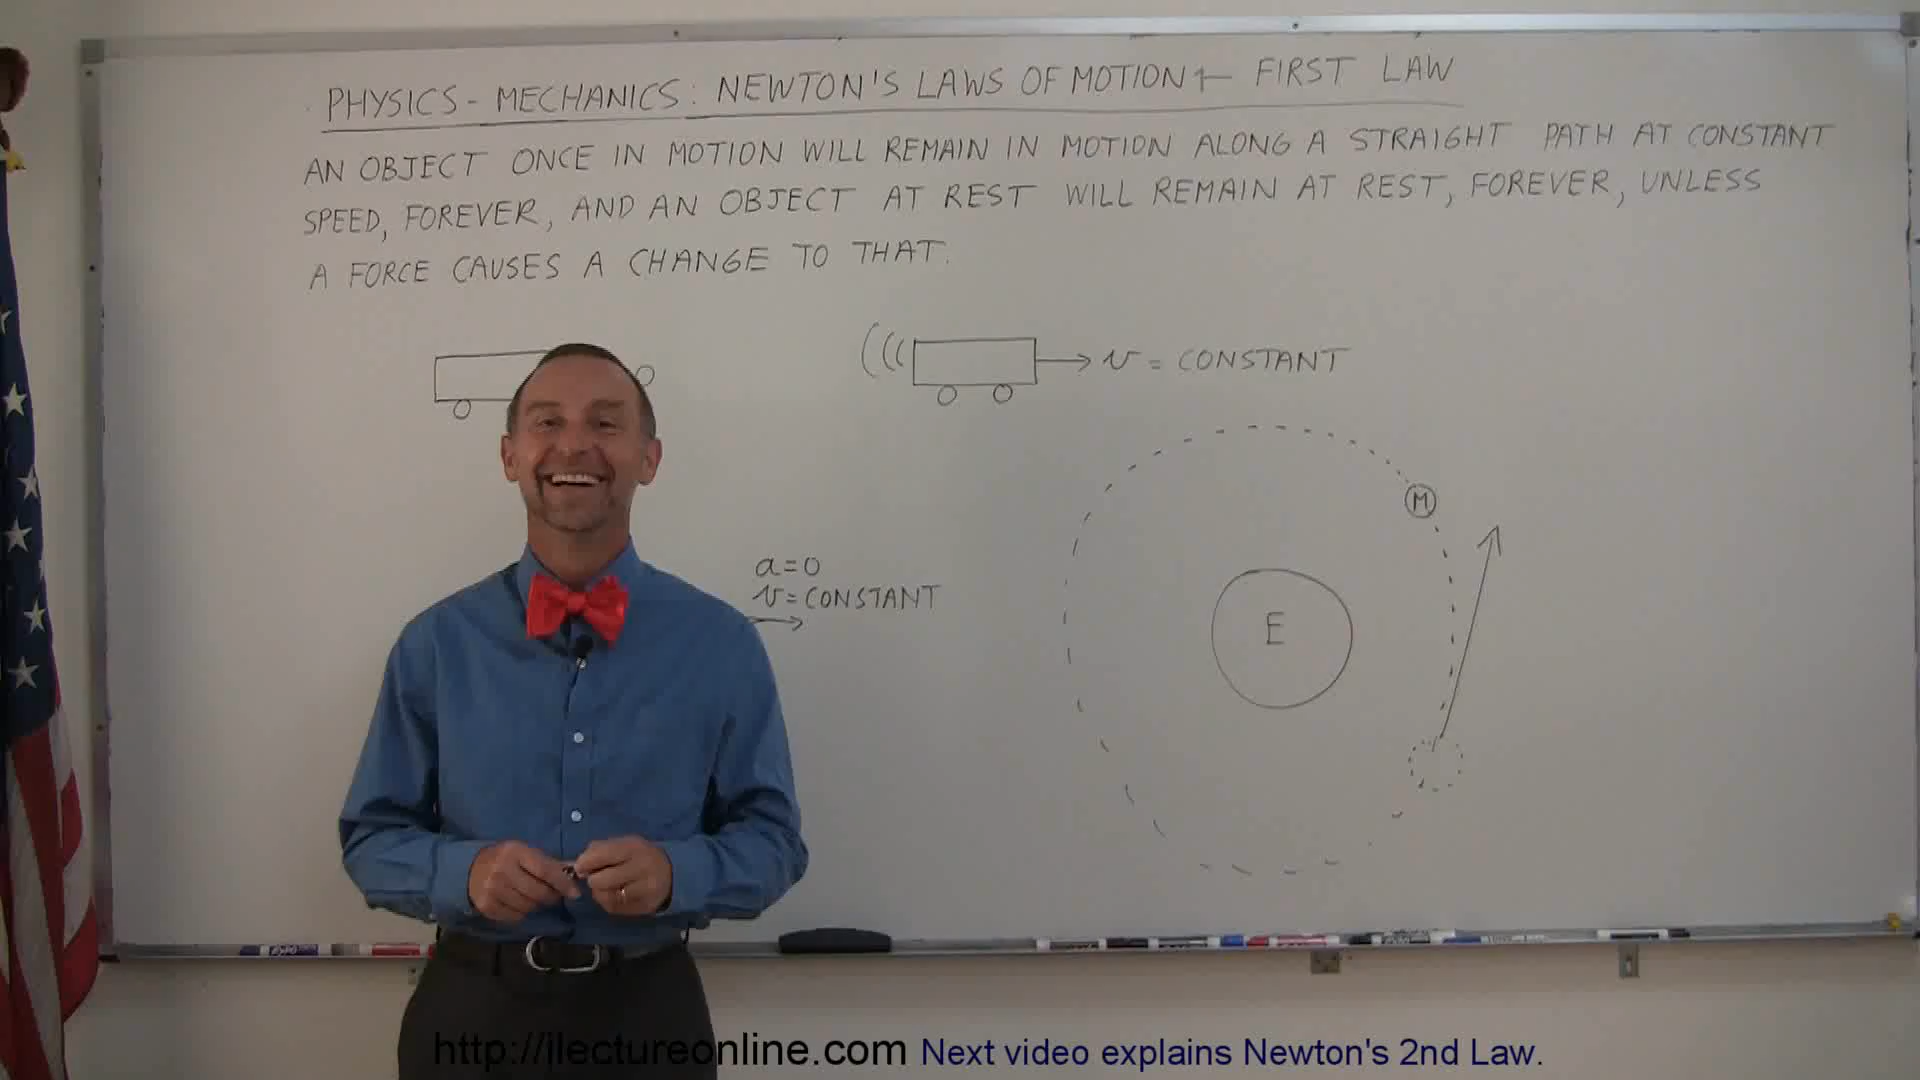 PHYSICS - MECHANICS: NEWTON'S LAWS OF MOTION 1 - FIRST LAW
AN OBJECT ONCE IN MOTION WILL REMAIN IN MOTION ALONG A STRAIGHT PATH AT CONSTANT
SPEED, FOREVER, AND AN OBJECT AT REST WILL REMAIN AT REST, FOREVER, UNLESS
A FORCE CAUSES A CHANGE TO THAT.
v = CONSTANT
M
a=0
v=CONSTANT
E
http://ilectureonline.com Next video explains Newton's 2nd Law.